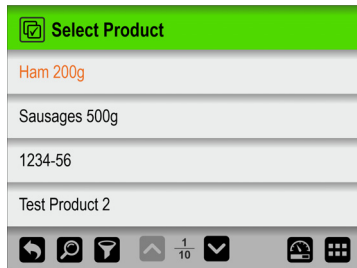 Select Product
Ham 200g
Sausages 500g
1234-56
Test Product 2
1
10